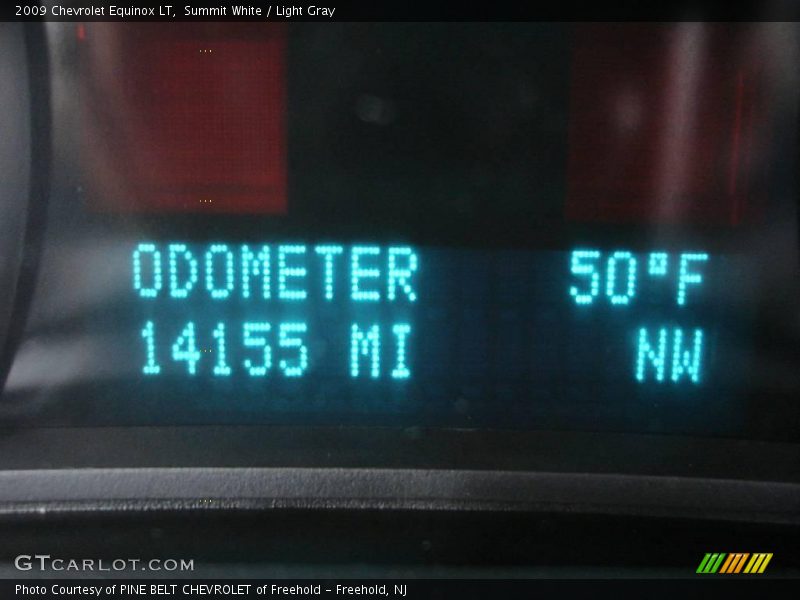 2009 Chevrolet Equinox LT,  Summit White / Light Gray
ODOMETER 50°F
14155 MI NW
GTCARLOT.COM
Photo Courtesy of PINE BELT CHEVROLET of Freehold - Freehold, NJ